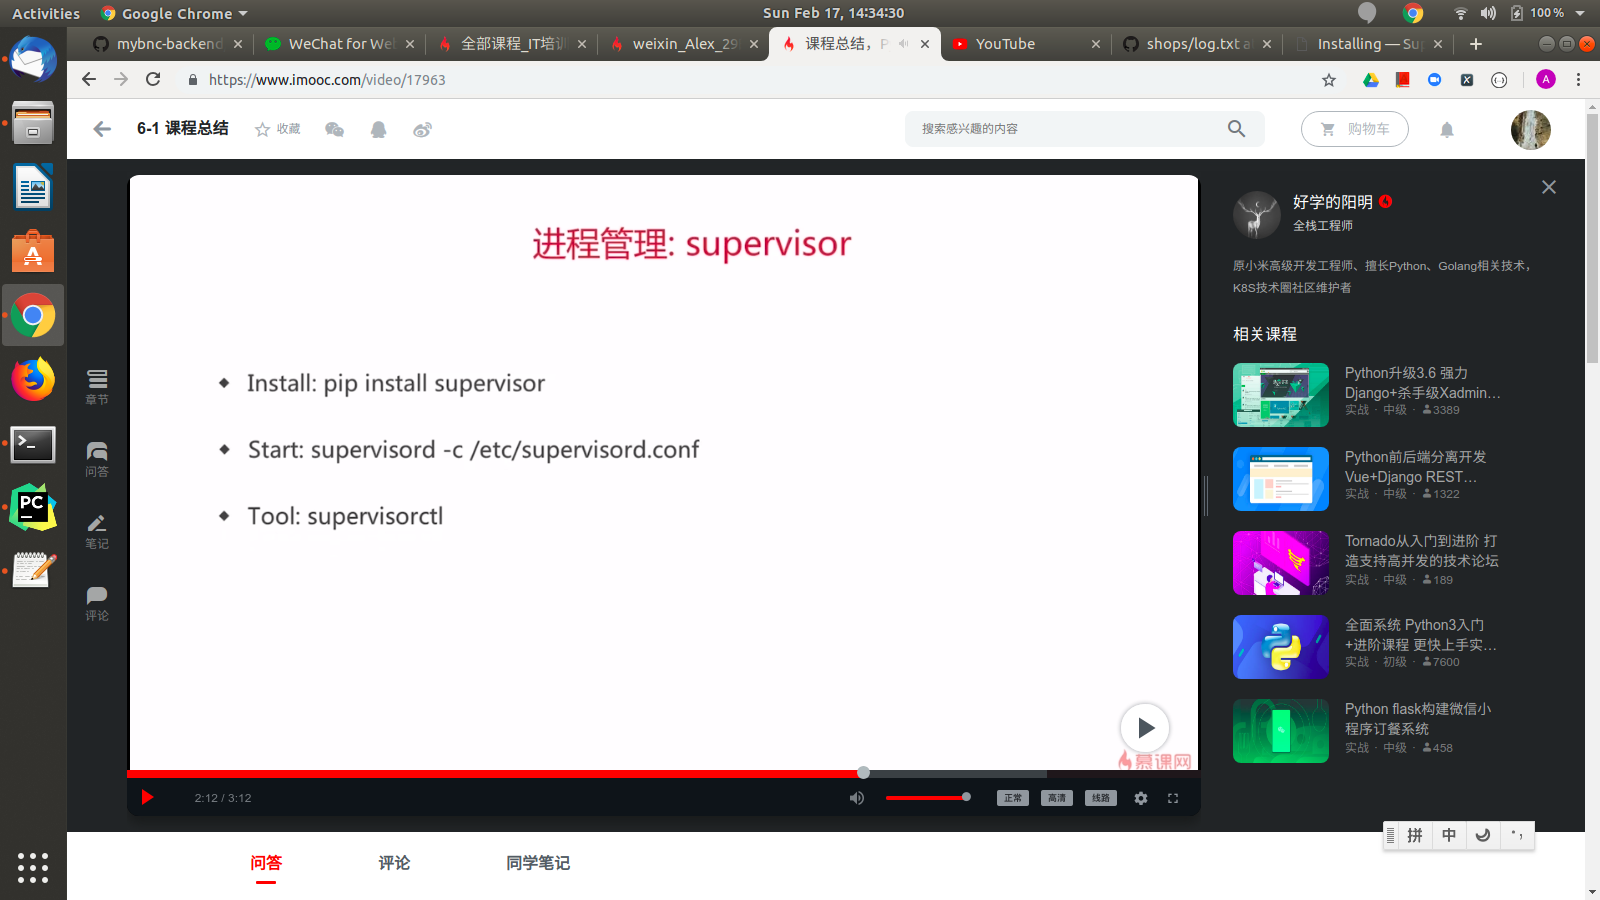 Activities
Google Chrome
Sun Feb 17, 14:34:30
100 %
mybnc-backend
WeChat for We
全部课程_IT培训
weixin_Alex_29
课程总结，P
YouTube
shops/log.txt a
Installing — Su
https://www.imooc.com/video/17963
A
6-1 课程总结
收藏
搜索感兴趣的内容
购物车
进程管理: supervisor
Install: pip install supervisor
Start: supervisord -c /etc/supervisord.conf
Tool: supervisorctl
慕课网
章节
问答
笔记
评论
2:12 / 3:12
正常
高清
线路
好学的阳明
全栈工程师
原小米高级开发工程师、擅长Python、Golang相关技术，
K8S技术圈社区维护者
相关课程
Python升级3.6 强力
Django+杀手级Xadmin…
实战 · 中级 · 3389
Python前后端分离开发
Vue+Django REST…
实战 · 中级 · 1322
Tornado从入门到进阶 打
造支持高并发的技术论坛
实战 · 中级 · 189
全面系统 Python3入门
+进阶课程 更快上手实…
实战 · 初级 · 7600
Python flask构建微信小
程序订餐系统
实战 · 中级 · 458
拼 中
问答
评论
同学笔记